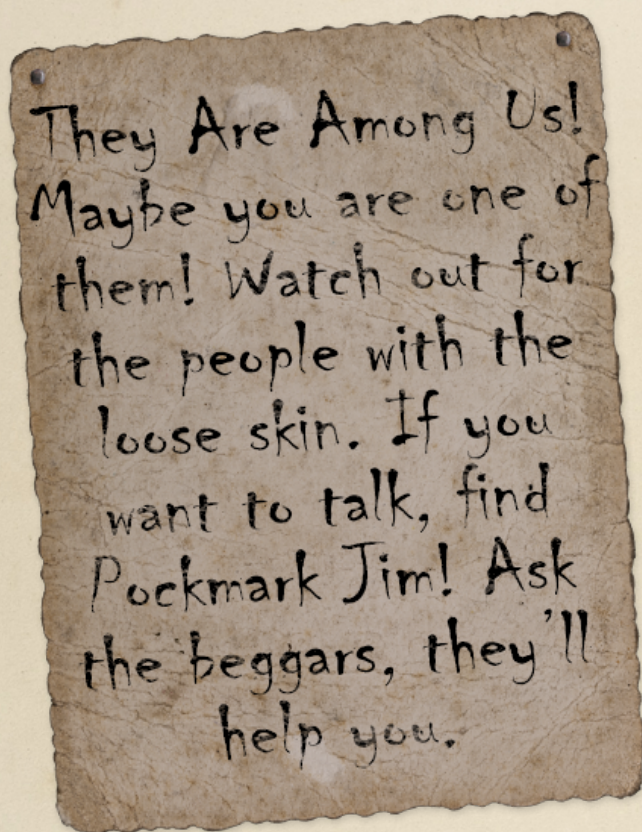 They Are Among Us!
Maybe you are one of
them! Watch out for
the people with the
loose skin. If you
want to talk, find
Pockmark Jim! Ask
the beggars, they'll
help you.